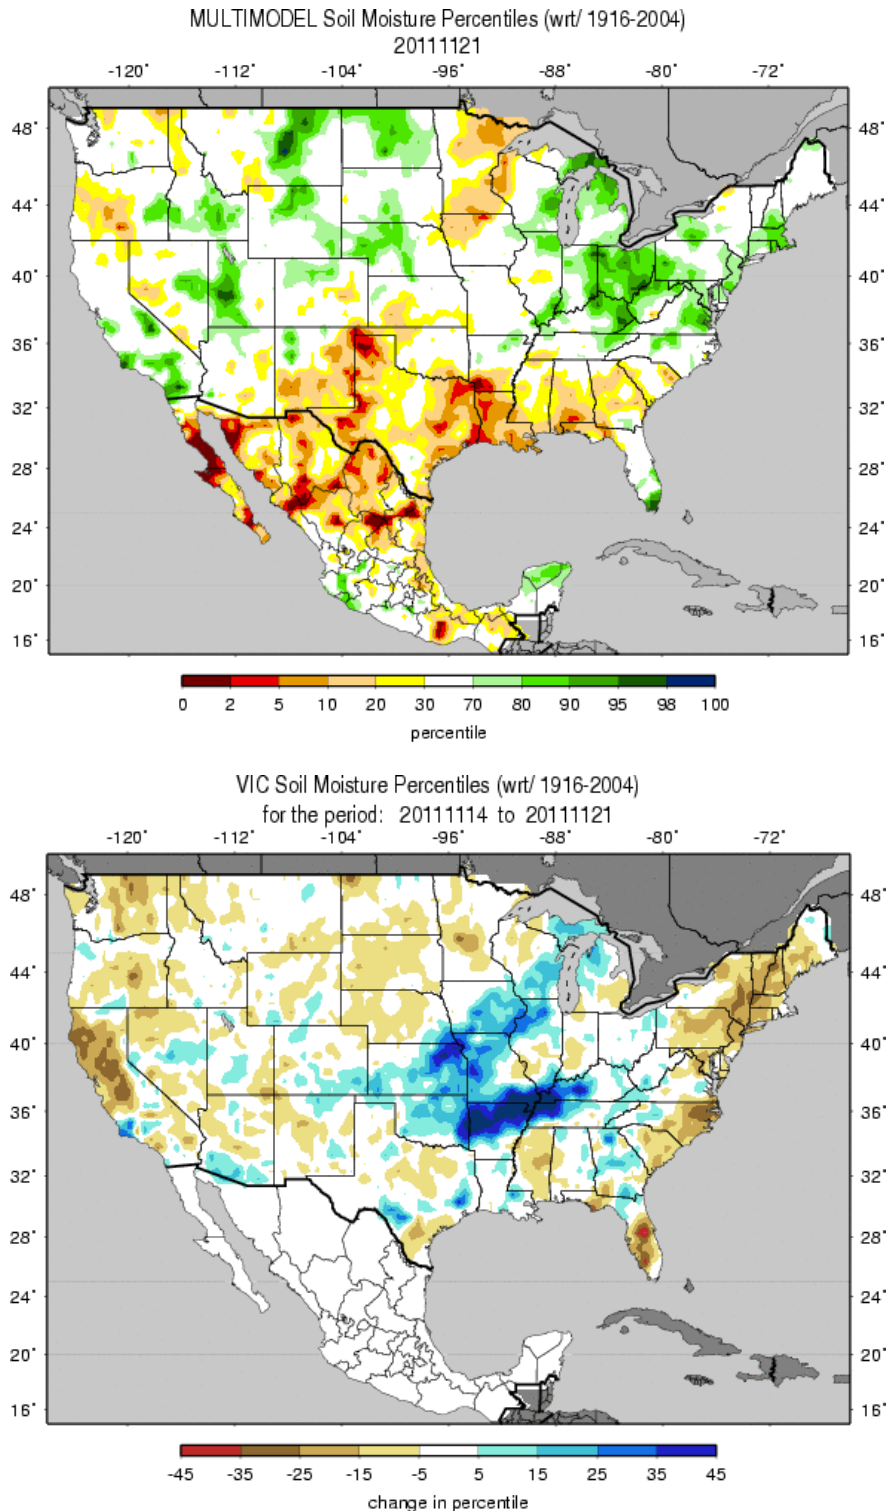 MULTIMODEL Soil Moisture Percentiles (wrt/ 1916-2004)
20111121
-120° -112° -104° -96° -88° -80° -72°
48° 48°
44° 44°
40° 40°
36° 36°
32° 32°
28° 28°
24° 24°
20° 20°
16° 16°
0 2 5 10 20 30 70 80 90 95 98 100
percentile
VIC Soil Moisture Percentiles (wrt/ 1916-2004)
for the period: 20111114 to 20111121
-120° -112° -104° -96° -88° -80° -72°
48° 48°
44° 44°
40° 40°
36° 36°
32° 32°
28° 28°
24° 24°
20° 20°
16° 16°
-45 -35 -25 -15 -5 5 15 25 35 45
change in percentile